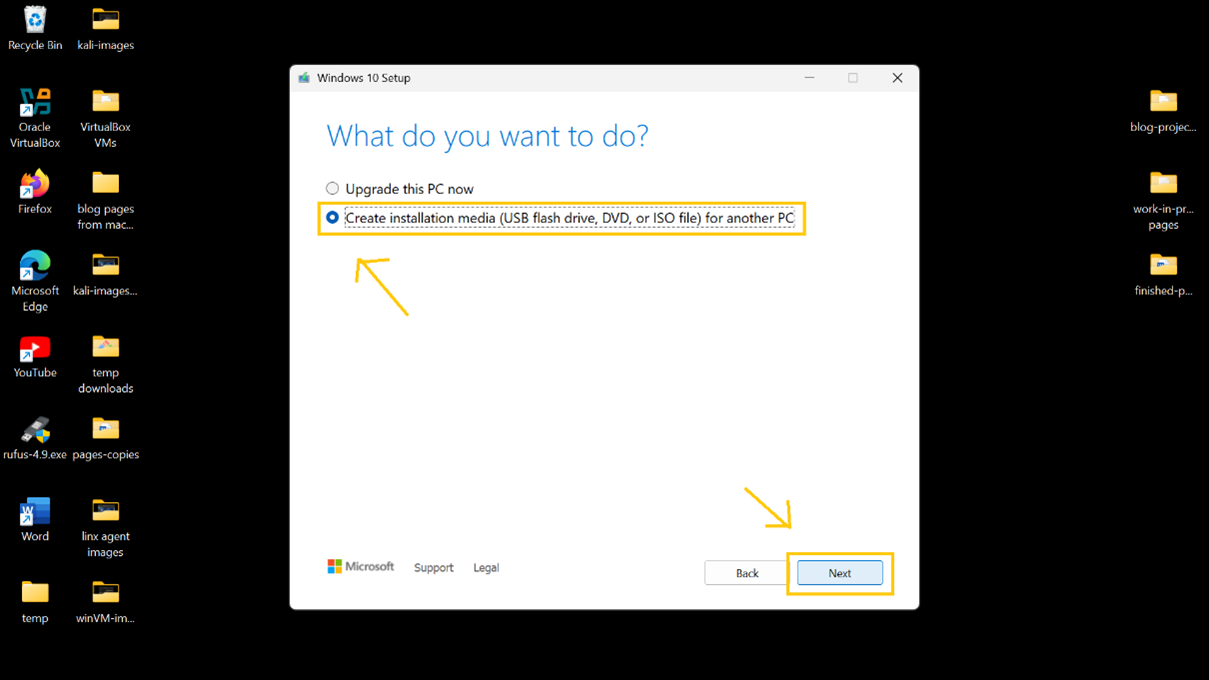 Recycle Bin
kali-images
Oracle
VirtualBox
VirtualBox
VMs
Firefox
blog pages
from mac...
Microsoft
Edge
kali-images...
YouTube
temp
downloads
rufus-4.9.exe
pages-copies
Word
linx agent
images
temp
winVM-im...
Windows 10 Setup
What do you want to do?
Upgrade this PC now
Create installation media (USB flash drive, DVD, or ISO file) for another PC
Microsoft
Support
Legal
Back
Next
blog-projec...
work-in-pr...
pages
finished-p...